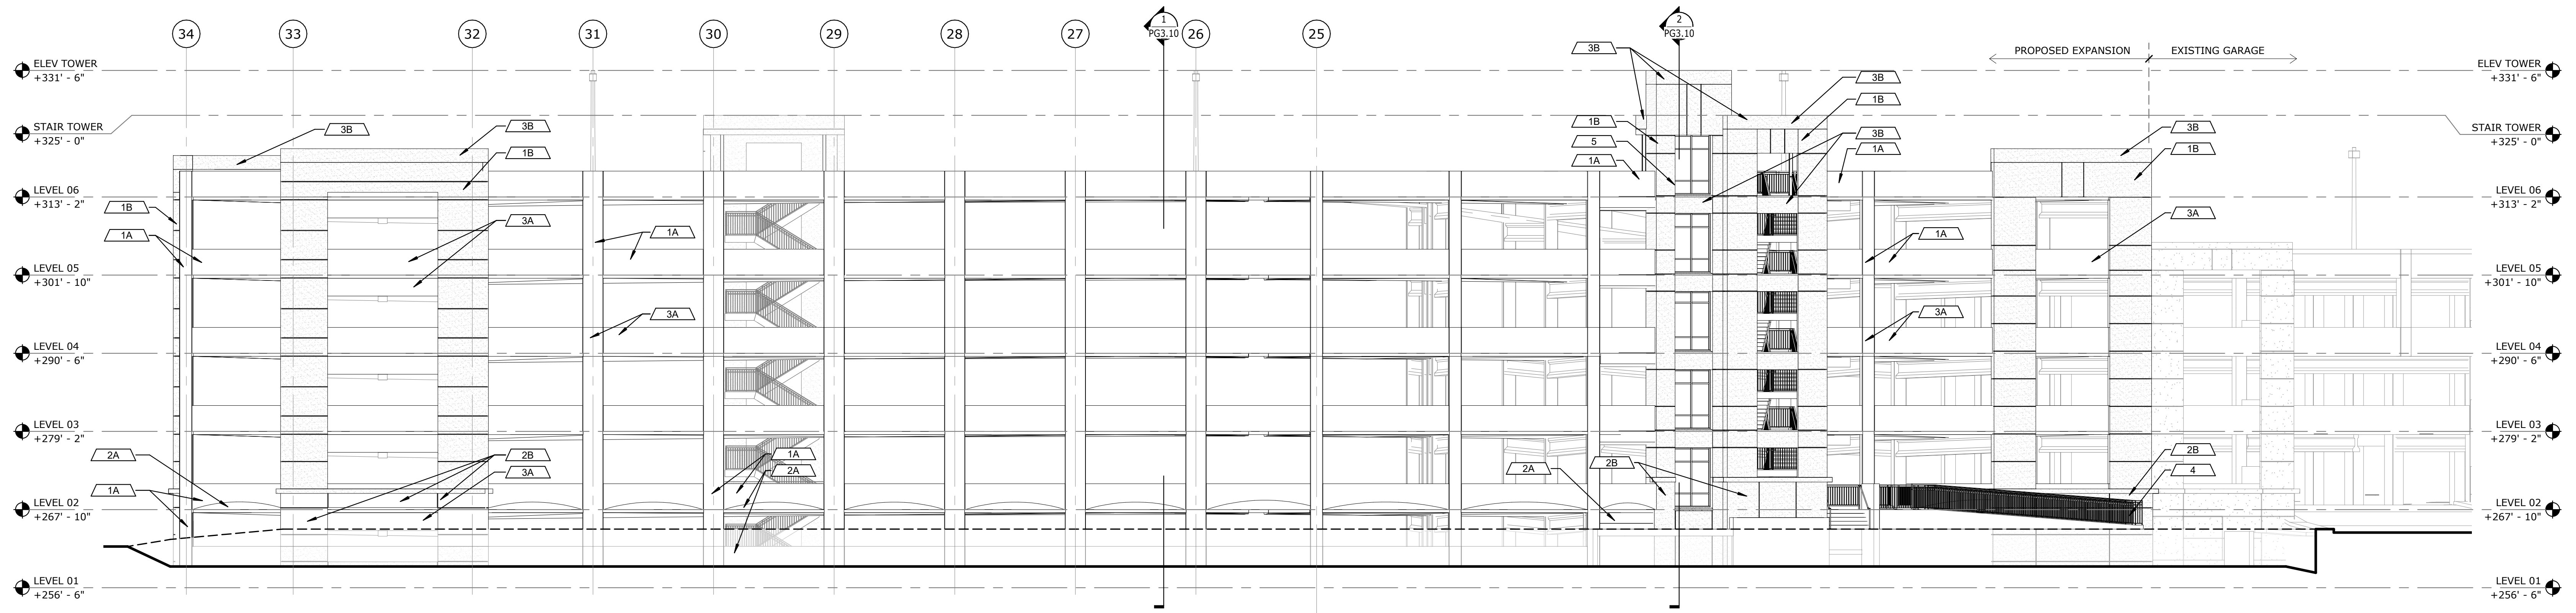 34
33
32
31
30
29
28
27
1
PG3.10
26
25
2
PG3.10
PROPOSED EXPANSION
EXISTING GARAGE
ELEV TOWER
+331' - 6"
ELEV TOWER
+331' - 6"
3B
3B
1B
STAIR TOWER
+325' - 0"
3B
3B
1B
5
1A
3B
1A
3B
STAIR TOWER
+325' - 0"
1B
1B
LEVEL 06
+313' - 2"
LEVEL 06
+313' - 2"
1B
3A
3A
1A
1A
1A
LEVEL 05
+301' - 10"
LEVEL 05
+301' - 10"
3A
3A
LEVEL 04
+290' - 6"
LEVEL 04
+290' - 6"
LEVEL 03
+279' - 2"
LEVEL 03
+279' - 2"
2A
2B
3A
1A
2A
2A
2B
2B
4
1A
LEVEL 02
+267' - 10"
LEVEL 02
+267' - 10"
LEVEL 01
+256' - 6"
LEVEL 01
+256' - 6"